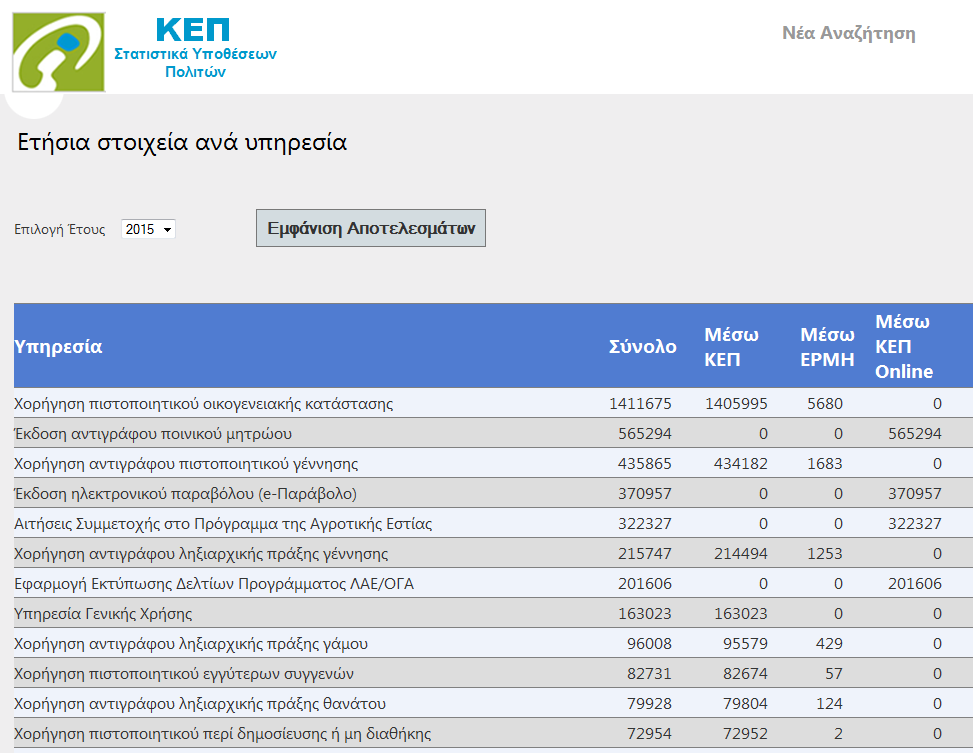 ΚΕΠ
Στατιστικά Υποθέσεων
Πολιτών
Νέα Αναζήτηση
Ετήσια στοιχεία ανά υπηρεσία
Επιλογή Έτους 2015 Εμφάνιση Αποτελεσμάτων
Υπηρεσία Σύνολο Μέσω ΚΕΠ Μέσω ΕΡΜΗ Μέσω ΚΕΠ Online
Χορήγηση πιστοποιητικού οικογενειακής κατάστασης 1411675 1405995 5680 0
Έκδοση αντιγράφου ποινικού μητρώου 565294 0 0 565294
Χορήγηση αντιγράφου πιστοποιητικού γέννησης 435865 434182 1683 0
Έκδοση ηλεκτρονικού παραβόλου (e-Παράβολο) 370957 0 0 370957
Αιτήσεις Συμμετοχής στο Πρόγραμμα της Αγροτικής Εστίας 322327 0 0 322327
Χορήγηση αντιγράφου ληξιαρχικής πράξης γέννησης 215747 214494 1253 0
Εφαρμογή Εκτύπωσης Δελτίων Προγράμματος ΛΑΕ/ΟΓΑ 201606 0 0 201606
Υπηρεσία Γενικής Χρήσης 163023 163023 0 0
Χορήγηση αντιγράφου ληξιαρχικής πράξης γάμου 96008 95579 429 0
Χορήγηση πιστοποιητικού εγγύτερων συγγενών 82731 82674 57 0
Χορήγηση αντιγράφου ληξιαρχικής πράξης θανάτου 79928 79804 124 0
Χορήγηση πιστοποιητικού περί δημοσίευσης ή μη διαθήκης 72954 72952 2 0